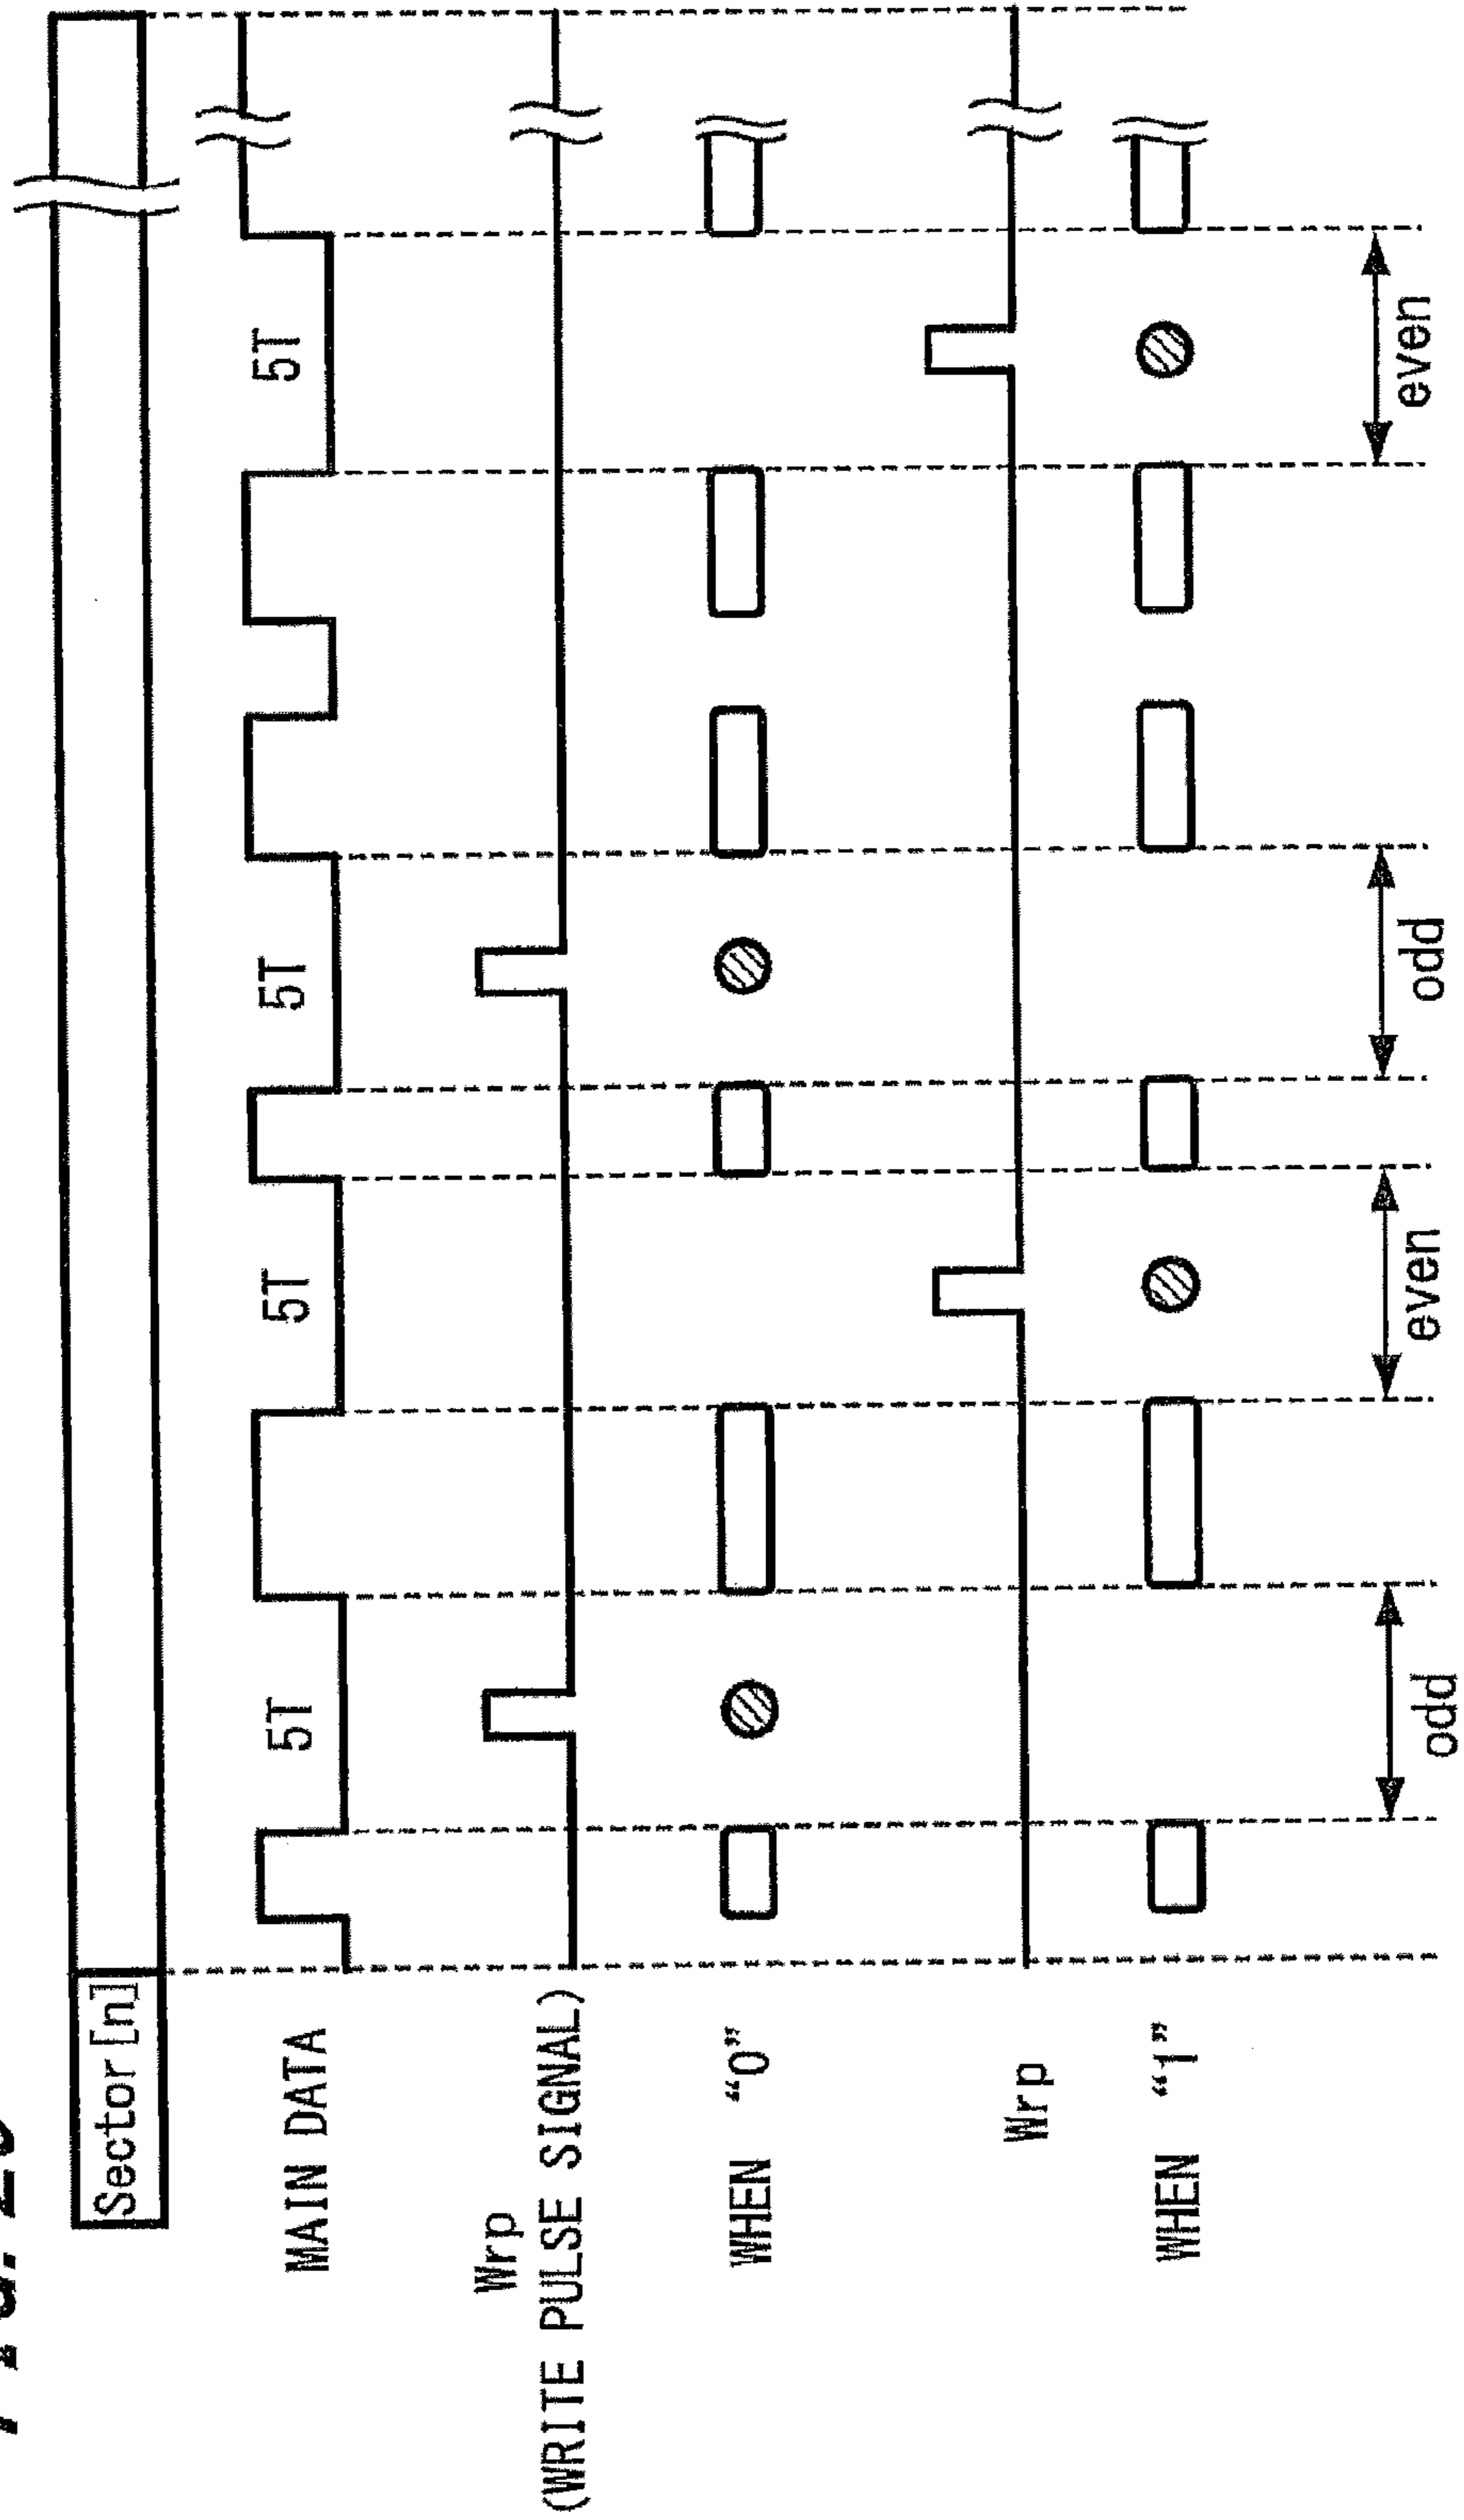 Sector[n]
MAIN DATA
5T
5T
5T
5T
Wrp
(WRITE PULSE SIGNAL)
WHEN “0”
Wrp
WHEN “1”
odd
even
odd
even